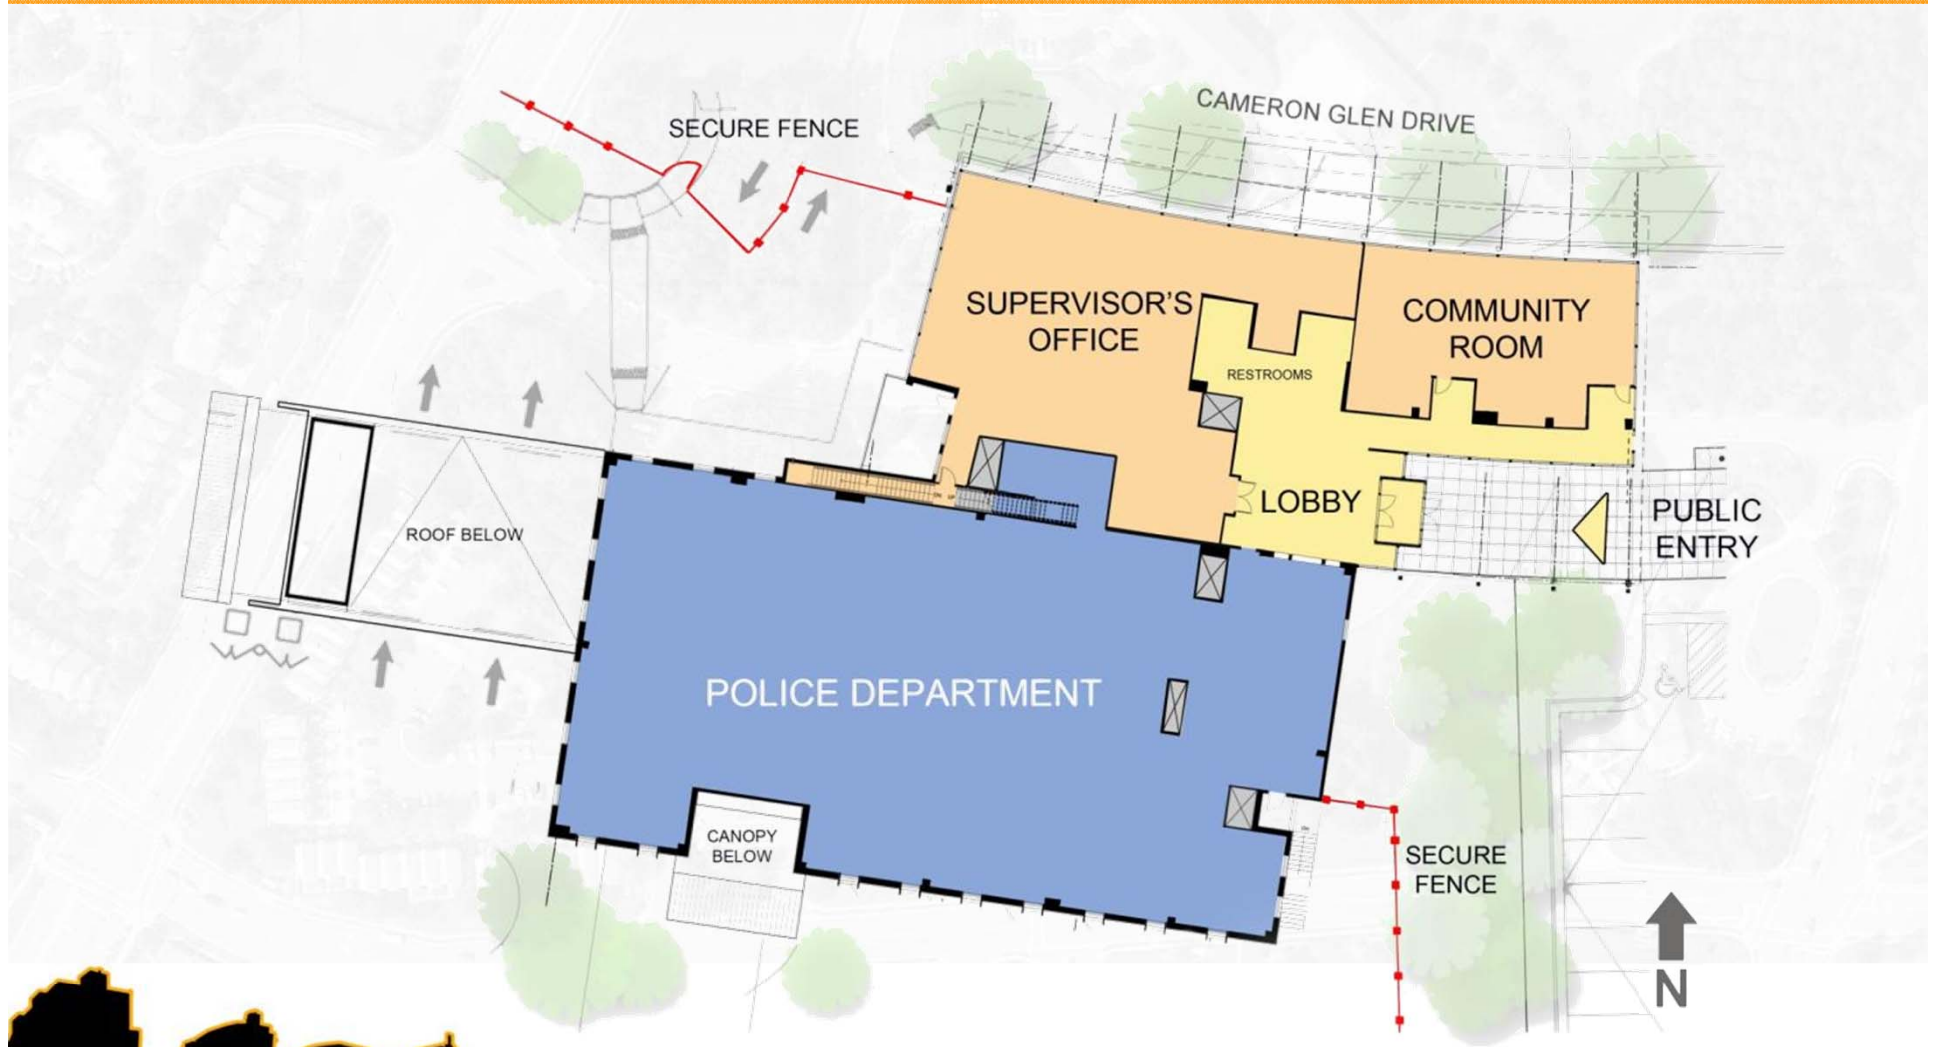 CAMERON GLEN DRIVE
SECURE FENCE
SUPERVISOR'S
OFFICE
COMMUNITY
ROOM
RESTROOMS
LOBBY
PUBLIC
ENTRY
ROOF BELOW
POLICE DEPARTMENT
CANOPY
BELOW
SECURE
FENCE
N